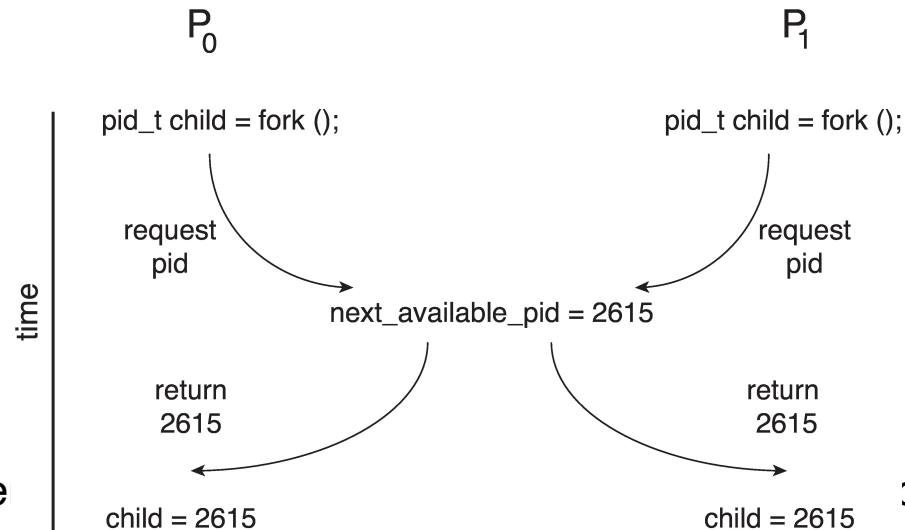 P0 P1
pid_t child = fork (); pid_t child = fork ();
request request
pid pid
time
next_available_pid = 2615
return return
2615 2615
e
child = 2615 child = 2615